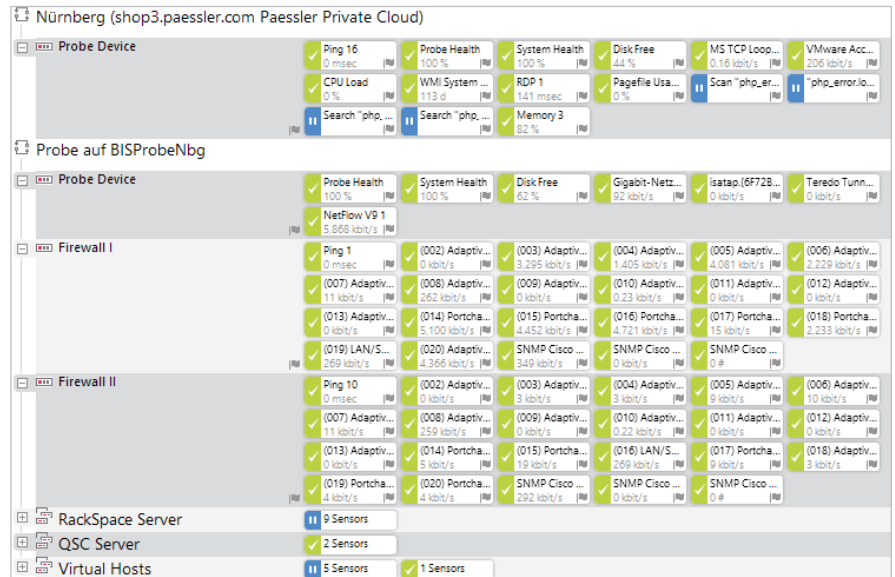 Nürnberg (shop3.paessler.com Paessler Private Cloud)
Probe Device
Ping 16 Probe Health System Health Disk Free MS TCP Loop... VMware Acc...
0 msec 100 % 100 % 44 % 0.16 kbit/s 206 kbit/s
CPU Load WMI System ... RDP 1 Pagefile Usa... Scan "php_er... "php_error.lo...
0 % 113 d 141 msec 0 %
Search "php_... Search "php_... Memory 3
82 %
Probe auf BISProbeNbg
Probe Device
Probe Health System Health Disk Free Gigabit-Netz... isatap.{6F72B... Teredo Tunn...
100 % 100 % 62 % 92 kbit/s 0 kbit/s 0 kbit/s
NetFlow V9 1
5,868 kbit/s
Firewall I
Ping 1 (002) Adaptiv... (003) Adaptiv... (004) Adaptiv... (005) Adaptiv... (006) Adaptiv...
0 msec 0 kbit/s 3,295 kbit/s 1,405 kbit/s 4,081 kbit/s 2,229 kbit/s
(007) Adaptiv... (008) Adaptiv... (009) Adaptiv... (010) Adaptiv... (011) Adaptiv... (012) Adaptiv...
11 kbit/s 262 kbit/s 0 kbit/s 0.23 kbit/s 0 kbit/s 0 kbit/s
(013) Adaptiv... (014) Portcha... (015) Portcha... (016) Portcha... (017) Portcha... (018) Portcha...
0 kbit/s 5,100 kbit/s 4,452 kbit/s 4,721 kbit/s 15 kbit/s 2,233 kbit/s
(019) LAN/S... (020) Adaptiv... SNMP Cisco ... SNMP Cisco ... SNMP Cisco ...
269 kbit/s 4,366 kbit/s 349 kbit/s 0 kbit/s 0 #
Firewall II
Ping 10 (002) Adaptiv... (003) Adaptiv... (004) Adaptiv... (005) Adaptiv... (006) Adaptiv...
0 msec 0 kbit/s 3 kbit/s 3 kbit/s 9 kbit/s 10 kbit/s
(007) Adaptiv... (008) Adaptiv... (009) Adaptiv... (010) Adaptiv... (011) Adaptiv... (012) Adaptiv...
11 kbit/s 259 kbit/s 0 kbit/s 0.22 kbit/s 0 kbit/s 0 kbit/s
(013) Adaptiv... (014) Portcha... (015) Portcha... (016) LAN/S... (017) Portcha... (018) Adaptiv...
0 kbit/s 5 kbit/s 19 kbit/s 269 kbit/s 9 kbit/s 3 kbit/s
(019) Portcha... (020) Portcha... SNMP Cisco ... SNMP Cisco ... SNMP Cisco ...
4 kbit/s 4 kbit/s 292 kbit/s 0 kbit/s 0 #
RackSpace Server 9 Sensors
QSC Server 2 Sensors
Virtual Hosts 5 Sensors 1 Sensors